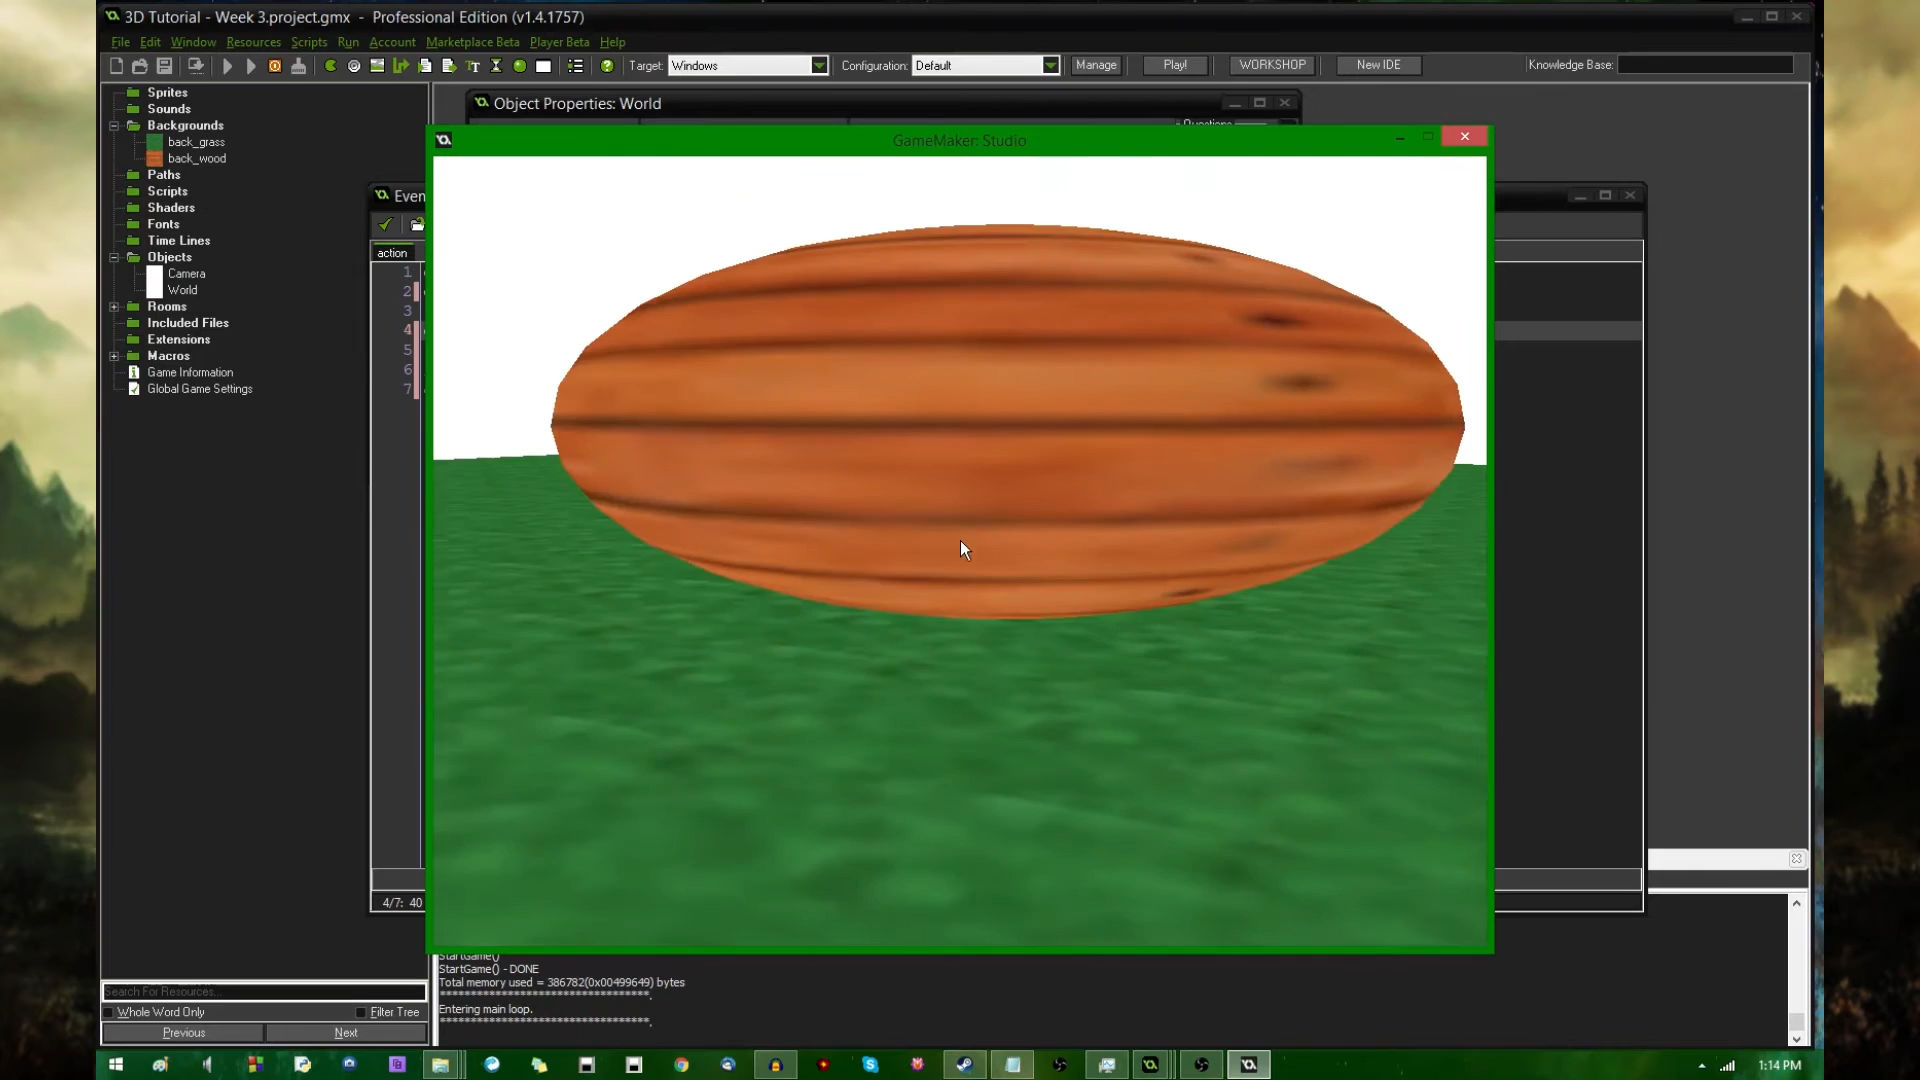 3D Tutorial - Week 3.project.gmx - Professional Edition (v1.4.1757)
File Edit Window Resources Scripts Run Account Marketplace Beta Player Beta Help
Target: Windows Configuration: Default Manage Play! WORKSHOP New IDE Knowledge Base:
Sprites
Sounds
Backgrounds
back_grass
back_wood
Paths
Scripts
Shaders
Fonts
Time Lines
Objects
Camera
World
Rooms
Included Files
Extensions
Macros
Game Information
Global Game Settings
Search For Resources...
Whole Word Only Filter Tree
Previous Next
Object Properties: World
GameMaker: Studio
action
1
2
3
4
5
6
7
4/7: 40
StartGame()
StartGame() - DONE
Total memory used = 386782(0x00499649) bytes
Entering main loop.
1:14 PM